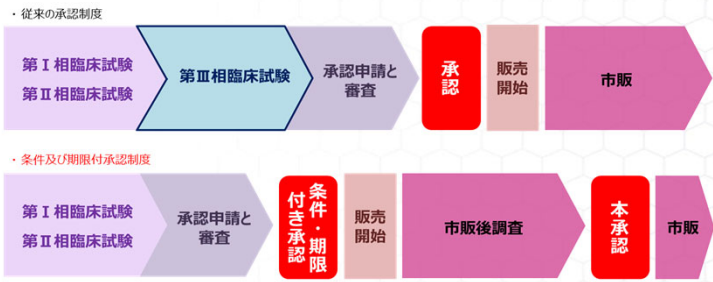 ・従来の承認制度
第Ⅰ相臨床試験
第Ⅱ相臨床試験
第Ⅲ相臨床試験
承認申請と
審査
承認
販売
開始
市販
・条件及び期限付承認制度
第Ⅰ相臨床試験
第Ⅱ相臨床試験
承認申請と
審査
条件・期限
付き承認
販売
開始
市販後調査
本承認
市販